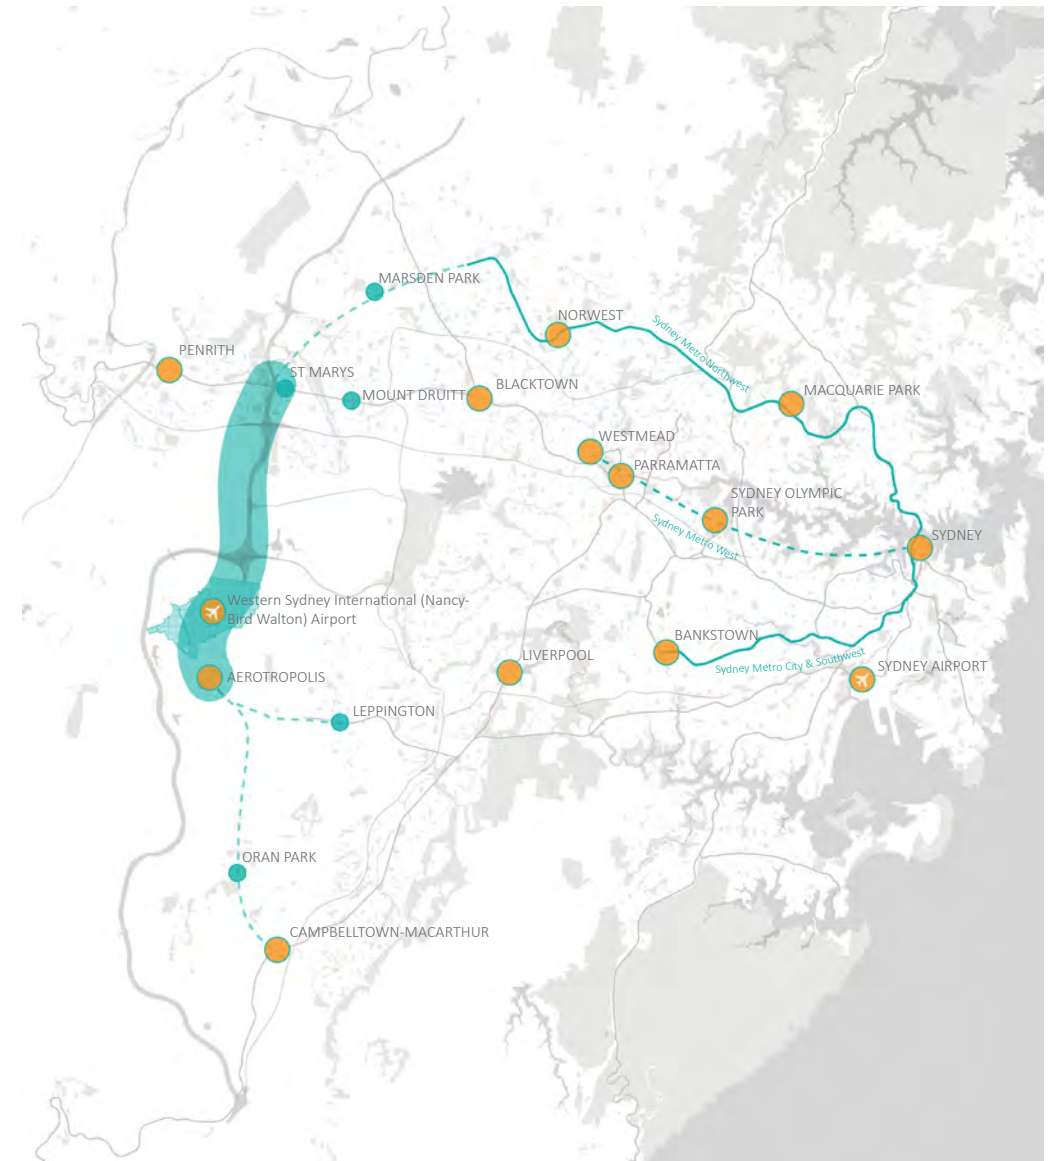 MARSDEN PARK
NORWEST
Sydney Metro Northwest
PENRITH
ST MARYS
BLACKTOWN
MOUNT DRUITT
MACQUARIE PARK
WESTMEAD
PARRAMATTA
SYDNEY OLYMPIC
PARK
Sydney Metro West
SYDNEY
Western Sydney International (Nancy-
Bird Walton) Airport
BANKSTOWN
LIVERPOOL
Sydney Metro City & Southwest
SYDNEY AIRPORT
AEROTROPOLIS
LEPPINGTON
ORAN PARK
CAMPBELLTOWN-MACARTHUR